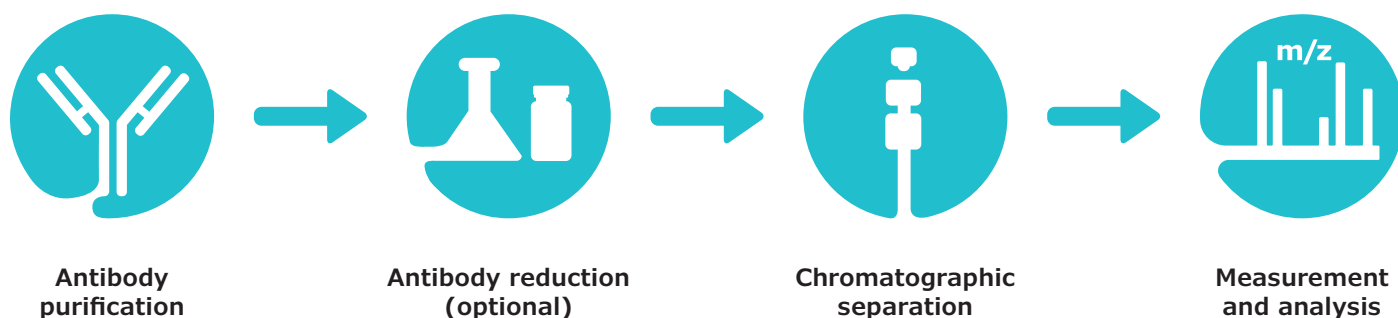 m/z
Antibody
purification
Antibody reduction
(optional)
Chromatographic
separation
Measurement
and analysis